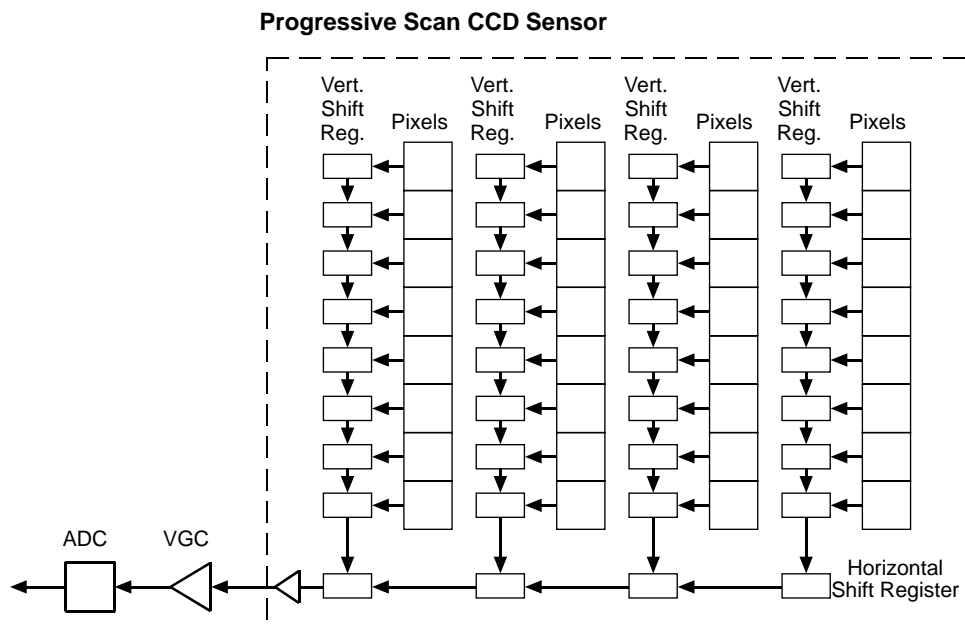 Progressive Scan CCD Sensor
Vert.
Shift
Reg.
Pixels
Vert.
Shift
Reg.
Pixels
Vert.
Shift
Reg.
Pixels
Vert.
Shift
Reg.
Pixels
ADC
VGC
Horizontal
Shift Register